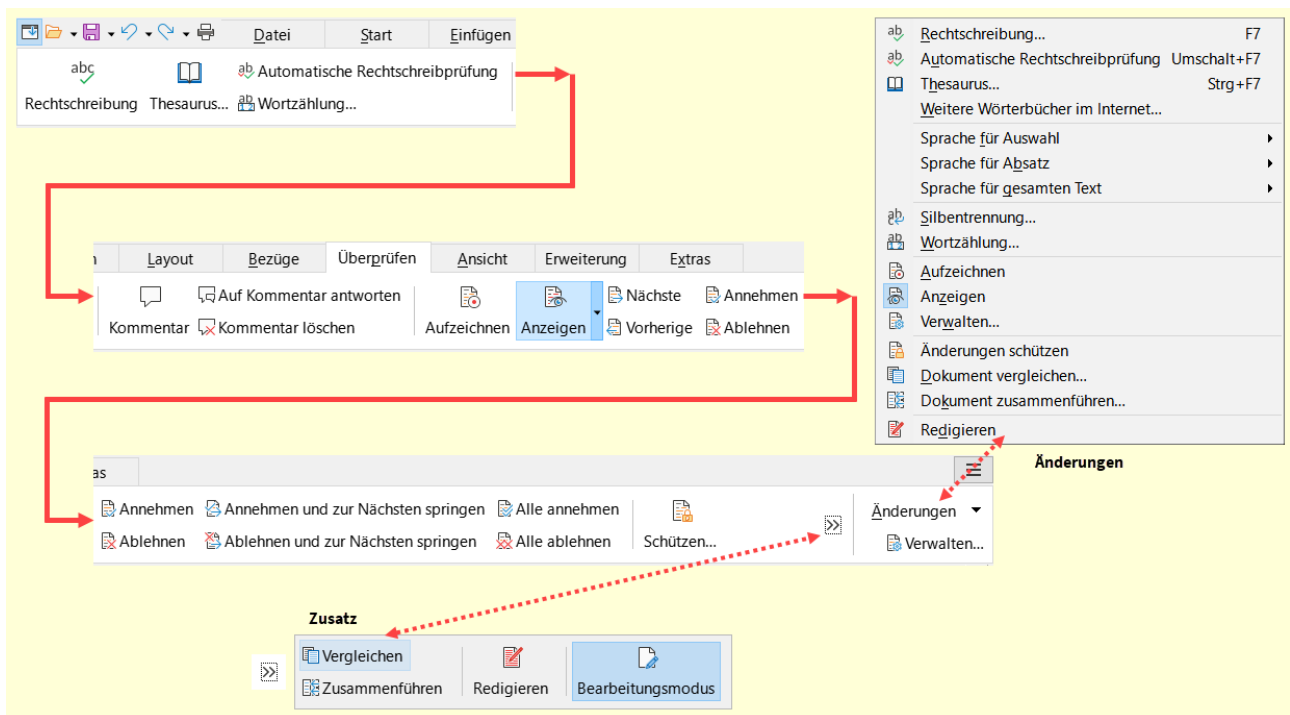 Datei Start Einfügen
Rechtschreibung Thesaurus... Automatische Rechtschreibprüfung
Wortzählung...
Layout Bezüge Überprüfen Ansicht Erweiterung Extras
Kommentar Auf Kommentar antworten
Kommentar löschen
Aufzeichnen Anzeigen Nächste Annehmen
Vorherige Ablehnen
as
Annehmen Annehmen und zur Nächsten springen Alle annehmen
Ablehnen Ablehnen und zur Nächsten springen Alle ablehnen
Schützen...
Änderungen
Verwalten...
Zusatz
Vergleichen
Zusammenführen
Redigieren
Bearbeitungsmodus
Rechtschreibung... F7
Automatische Rechtschreibprüfung Umschalt+F7
Thesaurus... Strg+F7
Weitere Wörterbücher im Internet...
Sprache für Auswahl
Sprache für Absatz
Sprache für gesamten Text
Silbentrennung...
Wortzählung...
Aufzeichnen
Anzeigen
Verwalten...
Änderungen schützen
Dokument vergleichen...
Dokument zusammenführen...
Redigieren
Änderungen